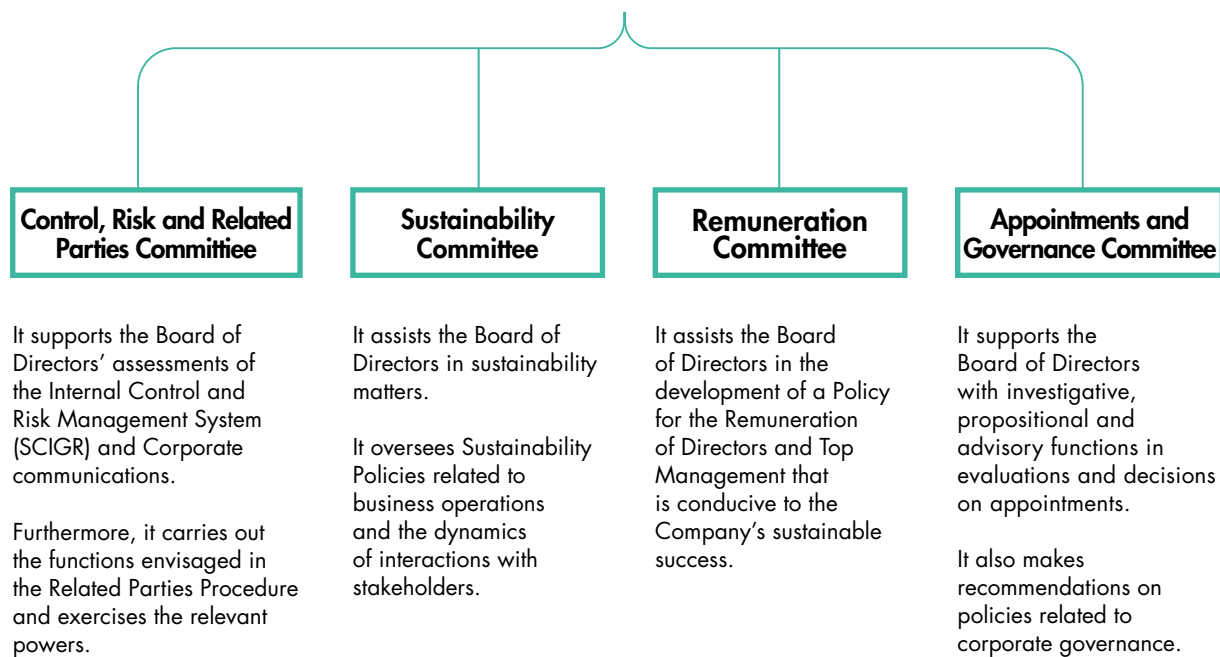 Control, Risk and Related
Parties Committiee
It supports the Board of
Directors’ assessments of
the Internal Control and
Risk Management System
(SCIGR) and Corporate
communications.
Furthermore, it carries out
the functions envisaged in
the Related Parties Procedure
and exercises the relevant
powers.
Sustainability
Committee
It assists the Board of
Directors in sustainability
matters.
It oversees Sustainability
Policies related to
business operations
and the dynamics
of interactions with
stakeholders.
Remuneration
Committee
It assists the Board
of Directors in the
development of a Policy
for the Remuneration
of Directors and Top
Management that
is conducive to the
Company’s sustainable
success.
Appointments and
Governance Committee
It supports the
Board of Directors
with investigative,
propositional and
advisory functions in
evaluations and decisions
on appointments.
It also makes
recommendations on
policies related to
corporate governance.